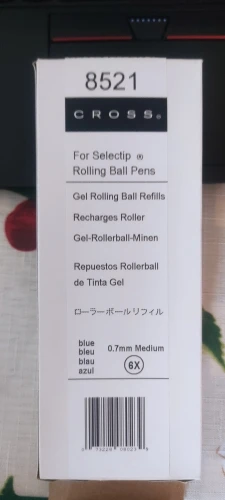 8521
CROSS®
For Selectip ®
Rolling Ball Pens
Gel Rolling Ball Refills
Recharges Roller
Gel-Rollerball-Minen
Repuestos Rollerball
de Tinta Gel
ローラーボールリフィル
blue
bleu
blau
azul
0.7mm Medium
6X